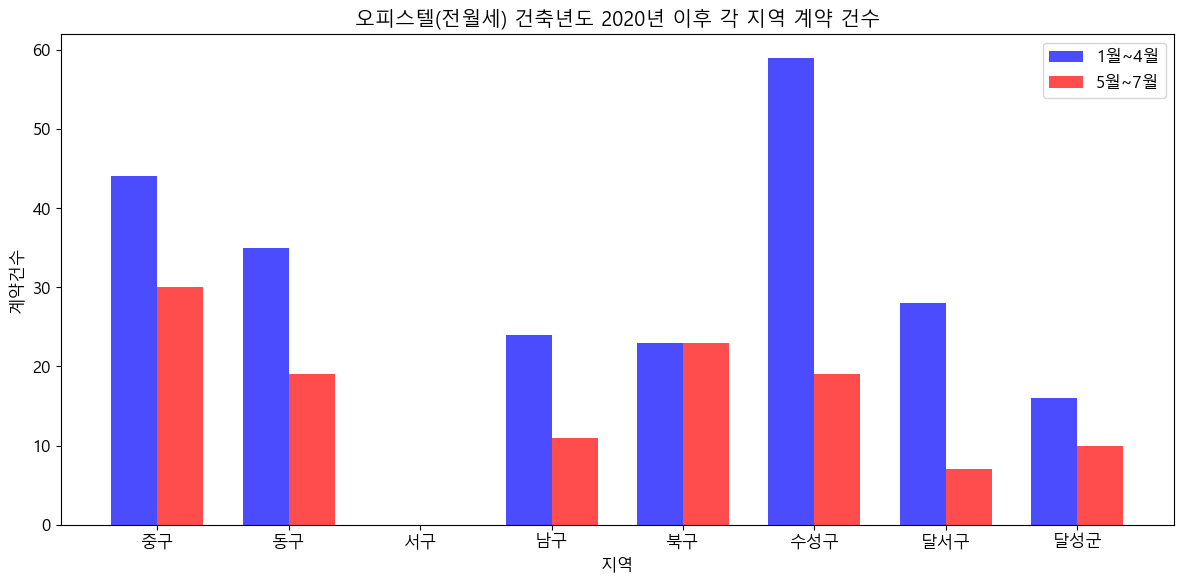 오피스텔(전월세) 건축년도 2020년 이후 각 지역 계약 건수
1월~4월
5월~7월
계약건수
60
50
40
30
20
10
0
중구 동구 서구 남구 북구 수성구 달서구 달성군
지역